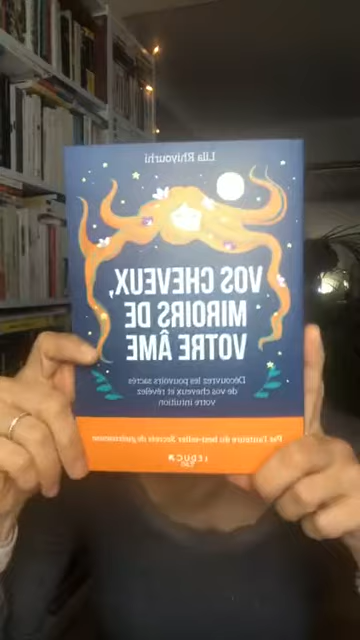 Lila Rhiyourhi
VOS CHEVEUX,
MIROIRS DE
VOTRE ÂME
Découvrez les pouvoirs sacrés
de vos cheveux et révélez
votre intuition
Par l'auteure du best-seller Secrets de guérisseuse